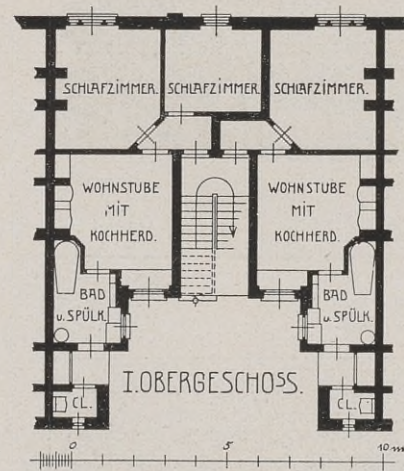 SCHLAFZIMMER. SCHLAFZIMMER. SCHLAFZIMMER.
WOHNSTUBE
MIT
KOCHHERD.
WOHNSTUBE
MIT
KOCHHERD.
BAD
u. SPÜLK.
BAD
u. SPÜLK.
I. OBERGESCHOSS.
CL.
CL.
0 5 10 m